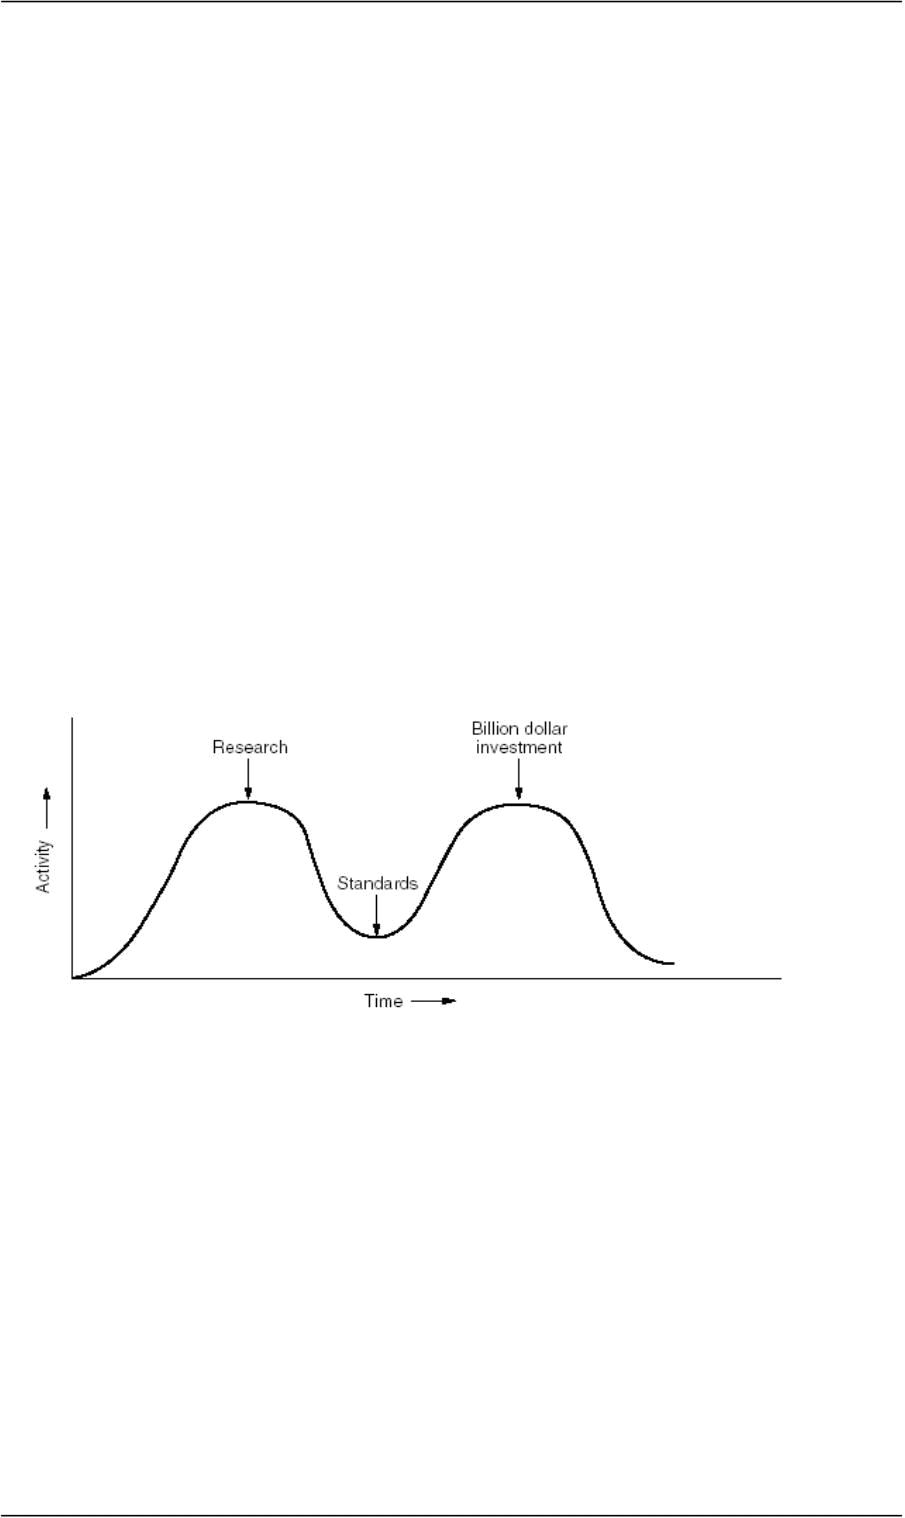 Billion dollar
investment
Research
Standards
Activity
Time